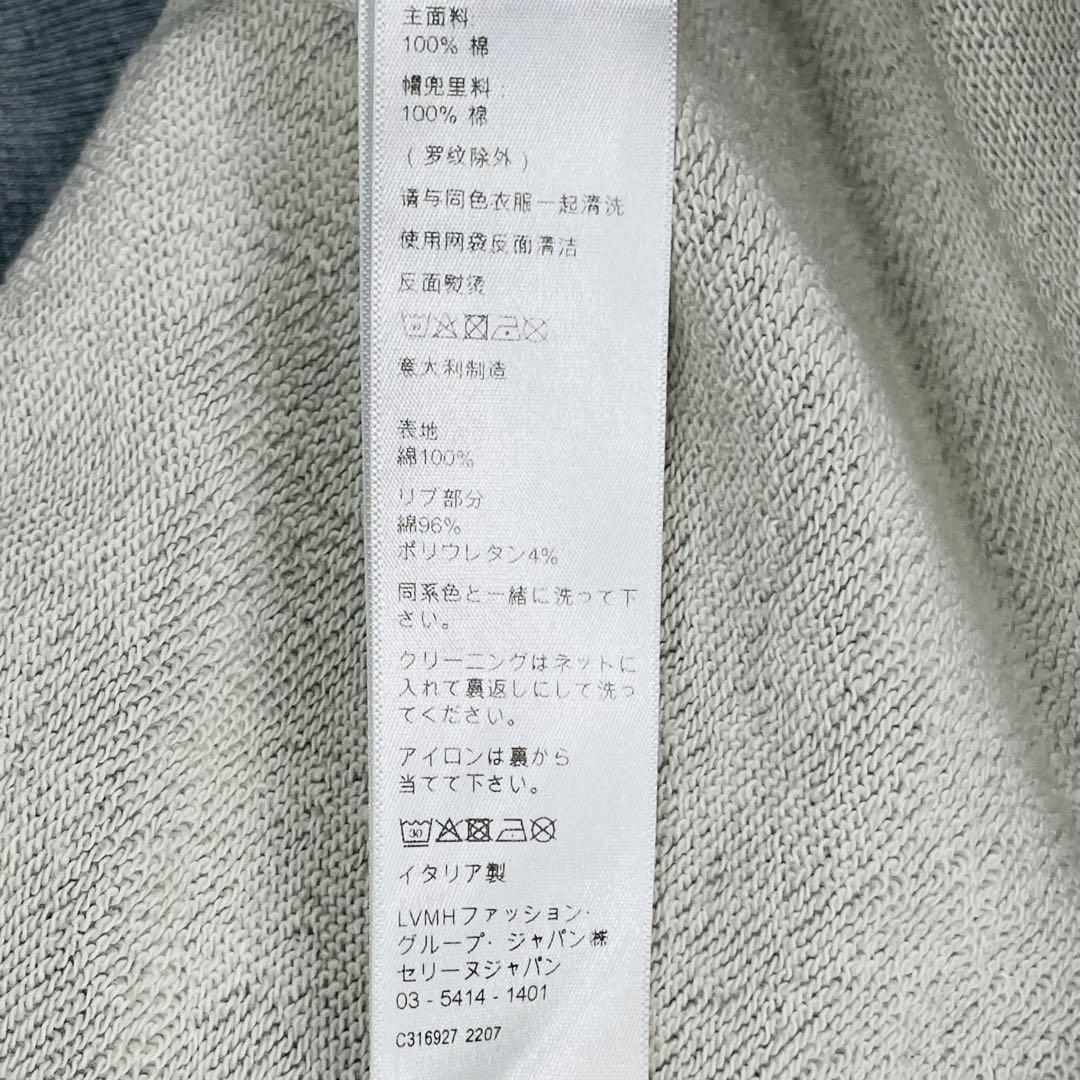 主面料:
100% 棉
帽兜里料:
100% 棉
(罗纹除外)
请与同色衣服一起清洗
使用网袋反面清洁
反面熨烫
30
意大利制造
表地
綿100%
リブ部分
綿96%
ポリウレタン4%
同系色と一緒に洗って下
さい。
クリーニングはネットに
入れて裏返しにして洗っ
てください。
アイロンは裏から
当てて下さい。
30
イタリア製
LVMHファッション・
グループ・ジャパン㈱
セリーヌジャパン
03 - 5414 - 1401
C316927 2207